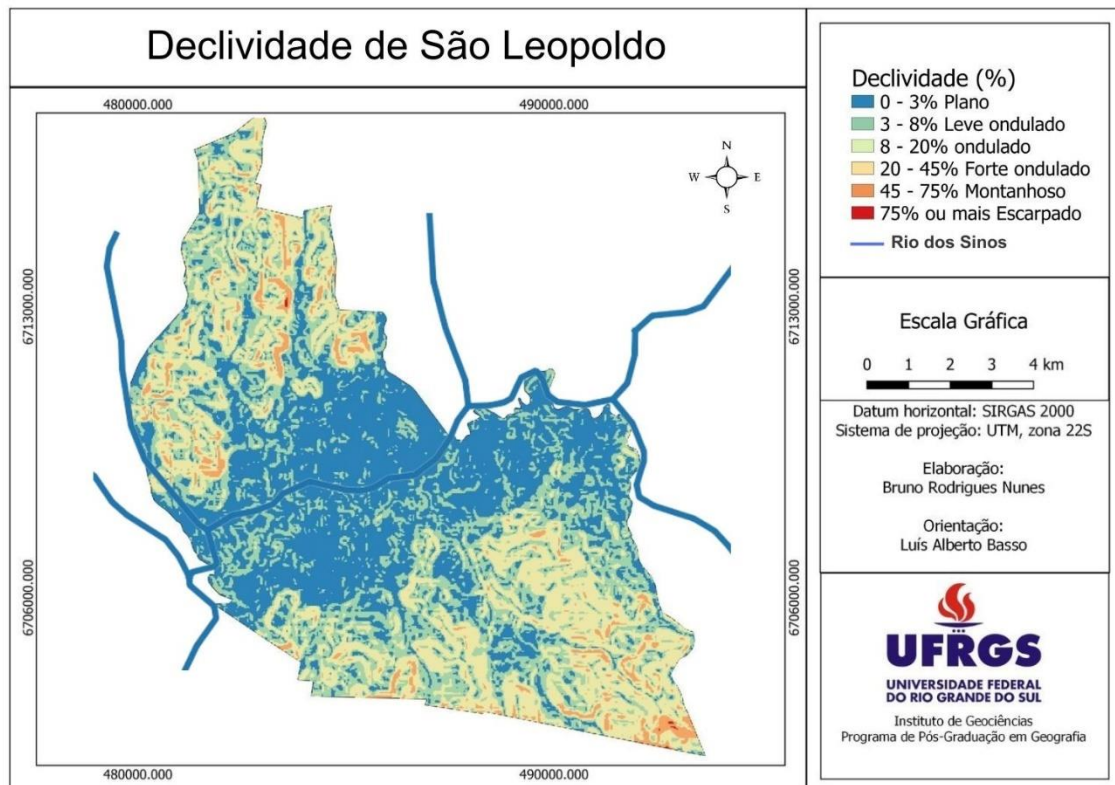 Declividade de São Leopoldo
480000.000
490000.000
N
W
E
S
6713000.000
6713000.000
6706000.000
6706000.000
480000.000
490000.000
Declividade (%)
0 - 3% Plano
3 - 8% Leve ondulado
8 - 20% ondulado
20 - 45% Forte ondulado
45 - 75% Montanhoso
75% ou mais Escarpado
Rio dos Sinos
Escala Gráfica
0 1 2 3 4 km
Datum horizontal: SIRGAS 2000
Sistema de projeção: UTM, zona 22S
Elaboração:
Bruno Rodrigues Nunes
Orientação:
Luís Alberto Basso
UFRGS
UNIVERSIDADE FEDERAL
DO RIO GRANDE DO SUL
Instituto de Geociências
Programa de Pós-Graduação em Geografia